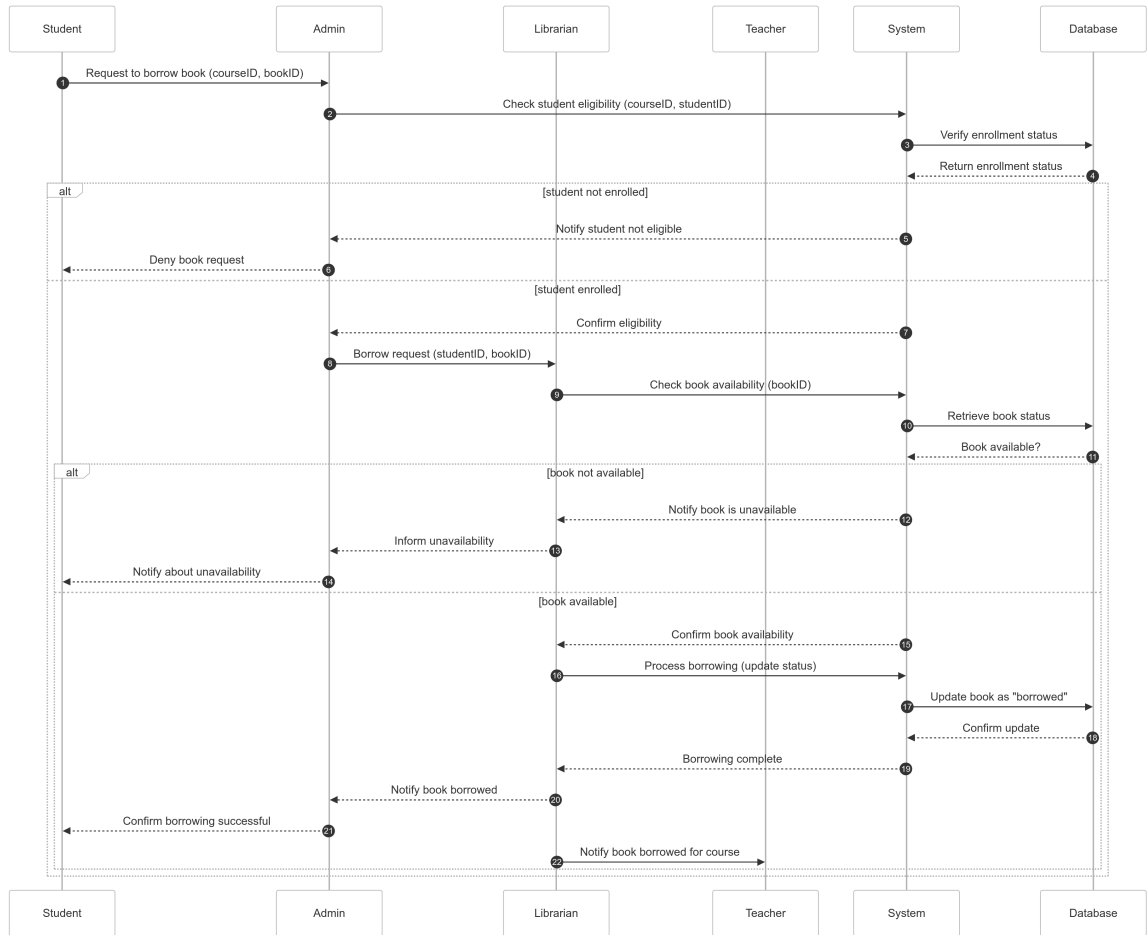 Student Admin Librarian Teacher System Database
Request to borrow book (courseID, bookID)
1
Check student eligibility (courseID, studentID)
2
Verify enrollment status
3
Return enrollment status
4
alt [student not enrolled]
Notify student not eligible
5
Deny book request
6
[student enrolled]
Confirm eligibility
7
Borrow request (studentID, bookID)
8
Check book availability (bookID)
9
Retrieve book status
10
Book available?
11
alt [book not available]
Notify book is unavailable
12
Inform unavailability
13
Notify about unavailability
14
[book available]
Confirm book availability
15
Process borrowing (update status)
16
Update book as "borrowed"
17
Confirm update
18
Borrowing complete
19
Notify book borrowed
20
Confirm borrowing successful
21
Notify book borrowed for course
22
Student Admin Librarian Teacher System Database